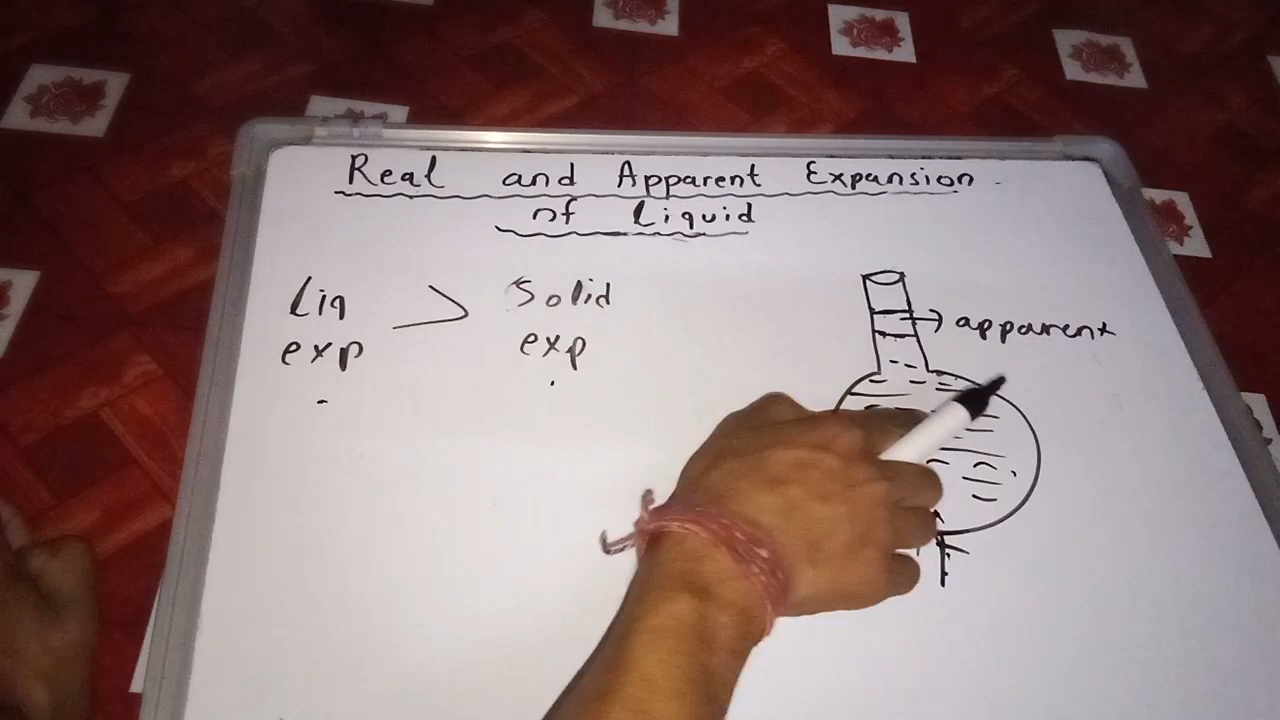 Real and Apparent Expansion
of Liquid
Liq > Solid
exp exp
apparent